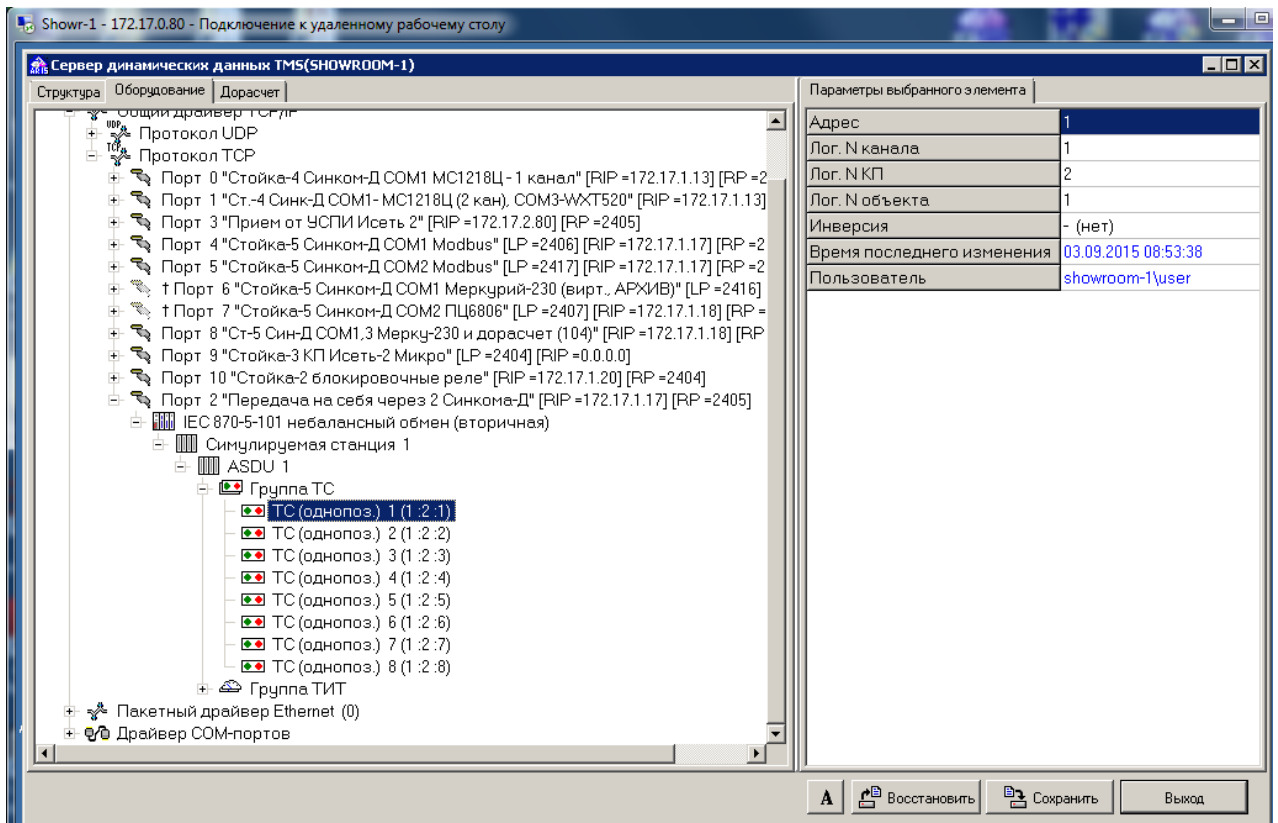 Showr-1 - 172.17.0.80 - Подключение к удаленному рабочему столу
ARIS Сервер динамических данных TMS(SHOWROOM-1)
Структура Оборудование Дорасчет
Общий драйвер TCP/IP
UDP Протокол UDP
TCP Протокол TCP
Порт 0 "Стойка-4 Синком-Д COM1 МС1218Ц - 1 канал" [RIP =172.17.1.13] [RP =2
Порт 1 "Ст.-4 Синк-Д COM1- МС1218Ц (2 кан), COM3-WXT520" [RIP =172.17.1.13]
Порт 3 "Прием от УСПИ Исеть 2" [RIP =172.17.2.80] [RP =2405]
Порт 4 "Стойка-5 Синком-Д COM1 Modbus" [LP =2406] [RIP =172.17.1.17] [RP =2
Порт 5 "Стойка-5 Синком-Д COM2 Modbus" [LP =2417] [RIP =172.17.1.17] [RP =2
† Порт 6 "Стойка-5 Синком-Д COM1 Меркурий-230 (вирт., АРХИВ)" [LP =2416]
† Порт 7 "Стойка-5 Синком-Д COM2 ПЦ6806" [LP =2407] [RIP =172.17.1.18] [RP =
Порт 8 "Ст-5 Син-Д COM1,3 Мерку-230 и дорасчет (104)" [RIP =172.17.1.18] [RP
Порт 9 "Стойка-3 КП Исеть-2 Микро" [LP =2404] [RIP =0.0.0.0]
Порт 10 "Стойка-2 блокировочные реле" [RIP =172.17.1.20] [RP =2404]
Порт 2 "Передача на себя через 2 Синкома-Д" [RIP =172.17.1.17] [RP =2405]
IEC 870-5-101 небалансный обмен (вторичная)
Симулируемая станция 1
ASDU 1
Группа ТС
ТС (однопоз.) 1 (1 :2 :1)
ТС (однопоз.) 2 (1 :2 :2)
ТС (однопоз.) 3 (1 :2 :3)
ТС (однопоз.) 4 (1 :2 :4)
ТС (однопоз.) 5 (1 :2 :5)
ТС (однопоз.) 6 (1 :2 :6)
ТС (однопоз.) 7 (1 :2 :7)
ТС (однопоз.) 8 (1 :2 :8)
Группа ТИТ
Пакетный драйвер Ethernet (0)
Драйвер COM-портов
Параметры выбранного элемента
Адрес 1
Лог. N канала 1
Лог. N КП 2
Лог. N объекта 1
Инверсия - (нет)
Время последнего изменения 03.09.2015 08:53:38
Пользователь showroom-1\user
A Восстановить Сохранить Выход